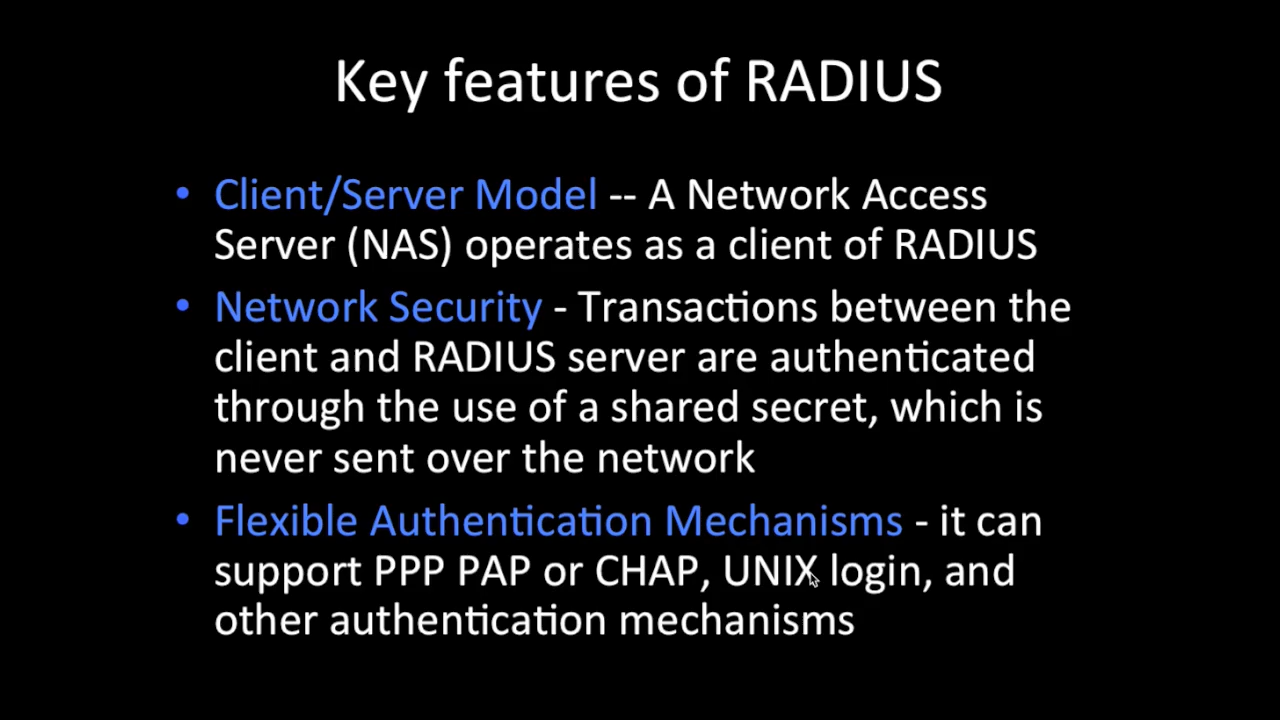 Key features of RADIUS
• Client/Server Model -- A Network Access
Server (NAS) operates as a client of RADIUS
• Network Security - Transactions between the
client and RADIUS server are authenticated
through the use of a shared secret, which is
never sent over the network
• Flexible Authentication Mechanisms - it can
support PPP PAP or CHAP, UNIX login, and
other authentication mechanisms